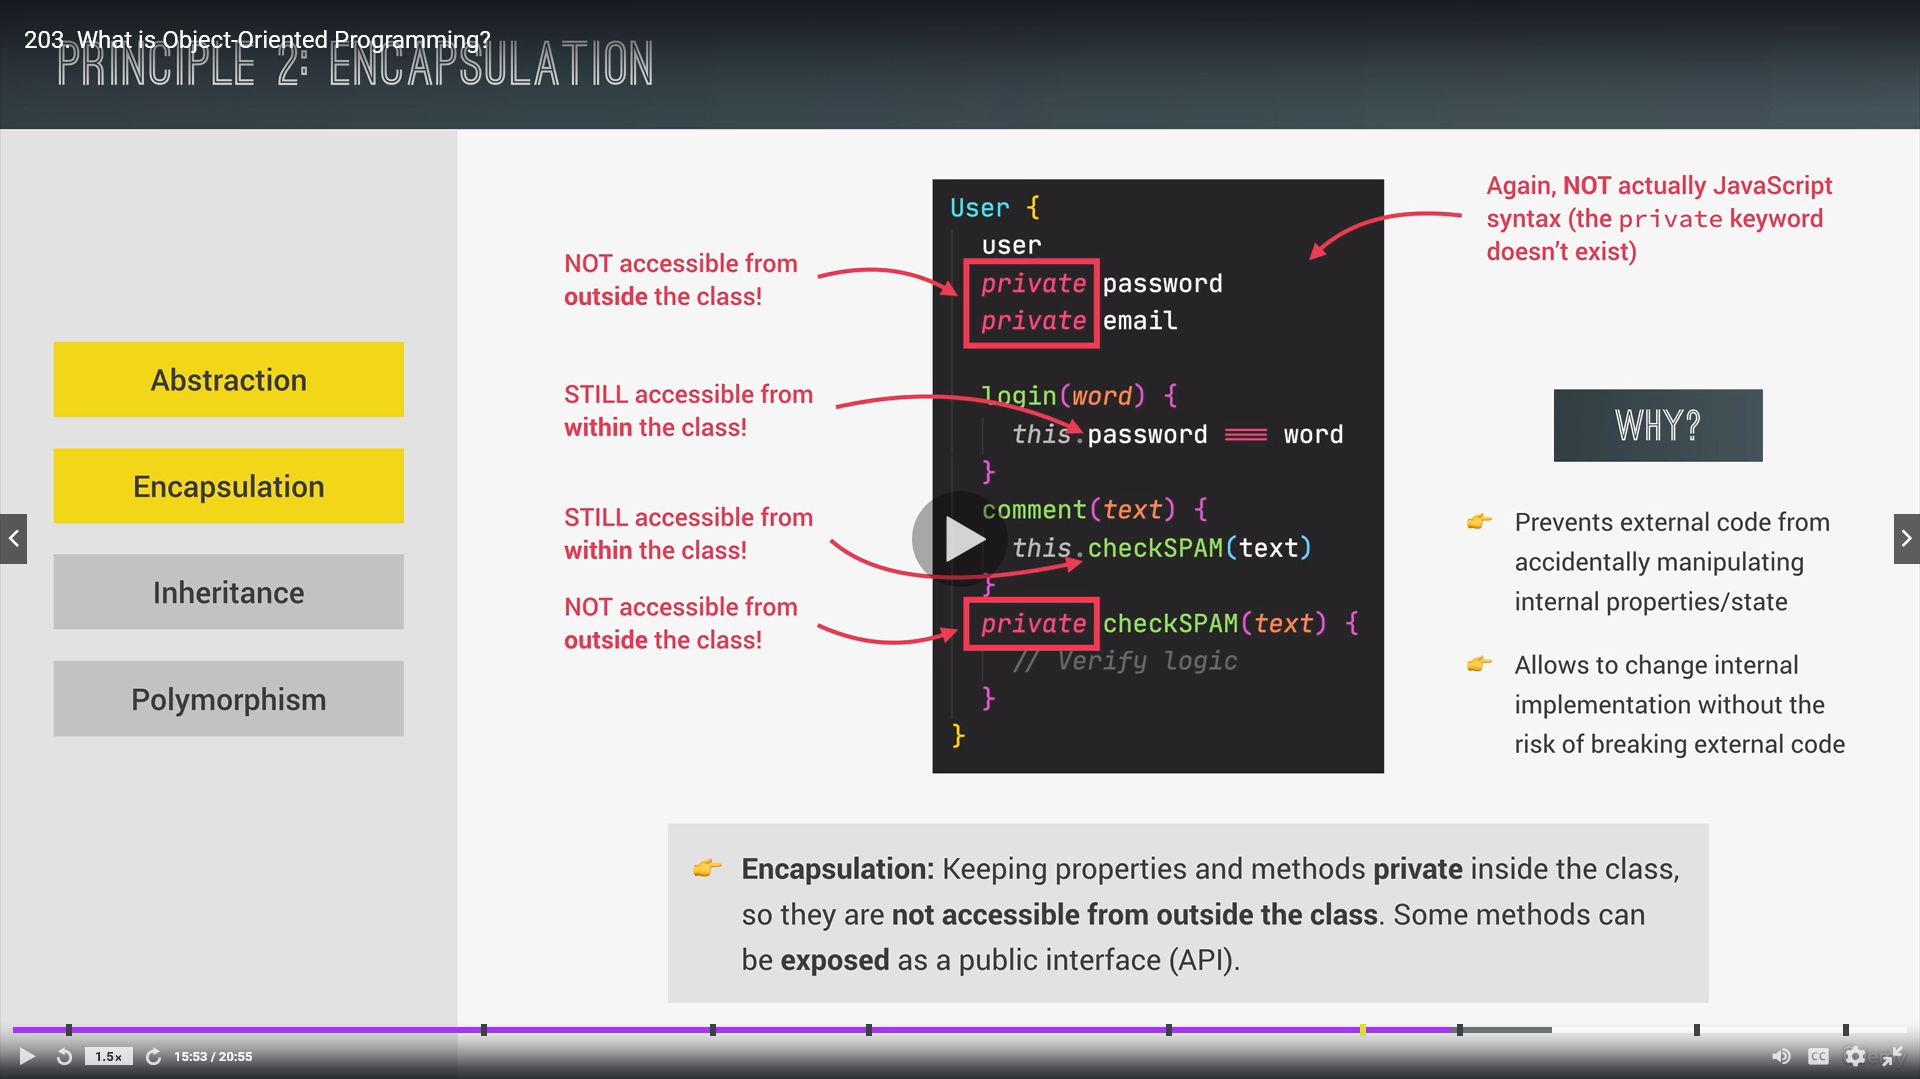 203. What is Object-Oriented Programming?
PRINCIPLE 2: ENCAPSULATION
Abstraction
Encapsulation
Inheritance
Polymorphism
NOT accessible from
outside the class!
STILL accessible from
within the class!
STILL accessible from
within the class!
NOT accessible from
outside the class!
User {
user
private password
private email
login(word) {
this.password === word
}
comment(text) {
this.checkSPAM(text)
}
private checkSPAM(text) {
// Verify logic
}
}
Again, NOT actually JavaScript
syntax (the private keyword
doesn’t exist)
WHY?
👉 Prevents external code from
accidentally manipulating
internal properties/state
👉 Allows to change internal
implementation without the
risk of breaking external code
👉 Encapsulation: Keeping properties and methods private inside the class,
so they are not accessible from outside the class. Some methods can
be exposed as a public interface (API).
1.5×
15:53 / 20:55
CC